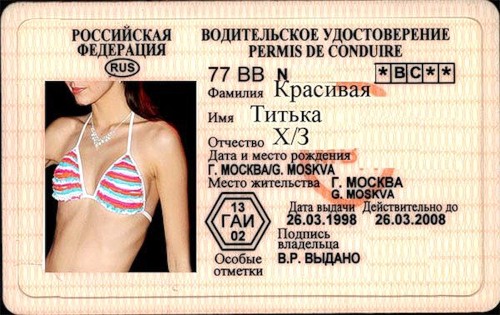 РОССИЙСКАЯ ФЕДЕРАЦИЯ
RUS
ВОДИТЕЛЬСКОЕ УДОСТОВЕРЕНИЕ
PERMIS DE CONDUIRE
77 ВВ N
*BC**
Фамилия Красивая
Имя Титька
Отчество Х/З
Дата и место рождения
Г. МОСКВА/G. MOSKVA
Место жительства Г. МОСКВА
G. MOSKVA
Дата выдачи Действительно до
26.03.1998 26.03.2008
13
ГАИ
02
Подпись владельца
Особые отметки
В.Р. ВЫДАНО